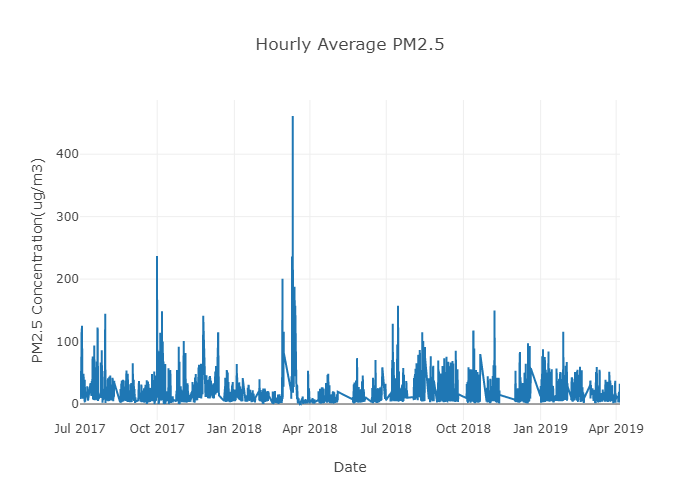 Hourly Average PM2.5
PM2.5 Concentration(ug/m3)
400
300
200
100
0
Jul 2017
Oct 2017
Jan 2018
Apr 2018
Jul 2018
Oct 2018
Jan 2019
Apr 2019
Date